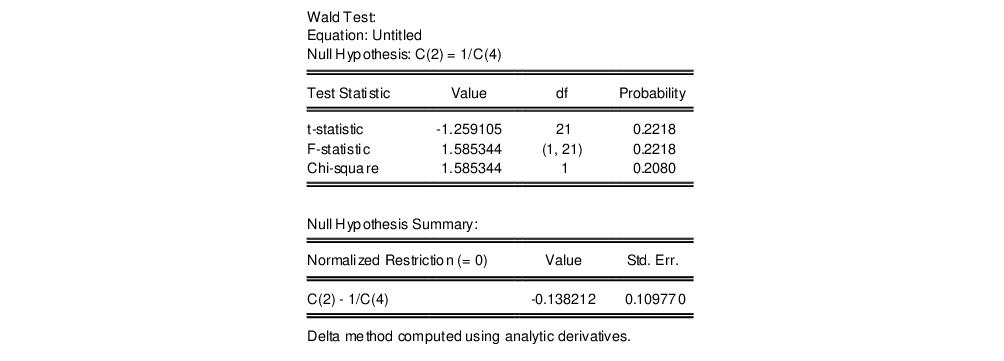 Wald Test:
Equation: Untitled
Null Hypothesis: C(2) = 1/C(4)
Test Statistic Value df Probability
t-statistic -1.259105 21 0.2218
F-statistic 1.585344 (1, 21) 0.2218
Chi-square 1.585344 1 0.2080
Null Hypothesis Summary:
Normalized Restriction (= 0) Value Std. Err.
C(2) - 1/C(4) -0.138212 0.109770
Delta method computed using analytic derivatives.